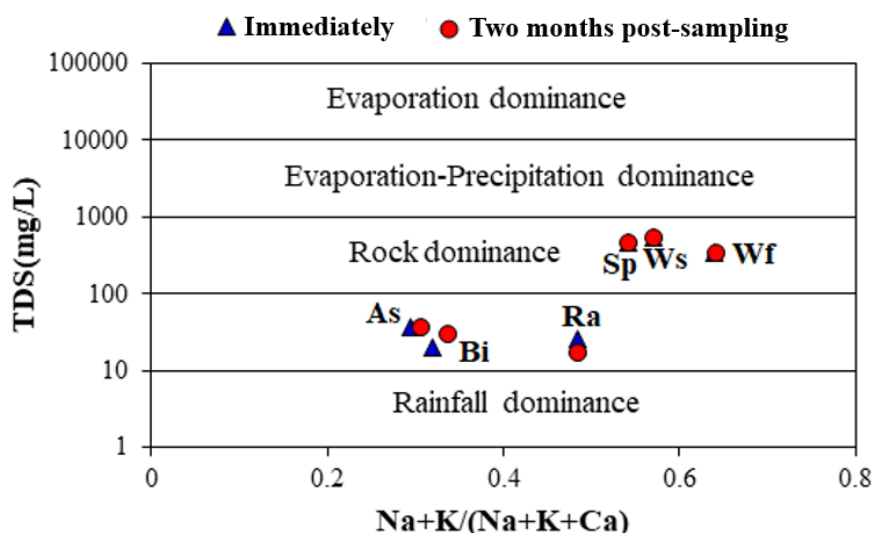 Immediately Two months post-sampling
100000
10000
1000
100
10
1
TDS(mg/L)
Evaporation dominance
Evaporation-Precipitation dominance
Rock dominance
Sp Ws Wf
As
Bi
Ra
Rainfall dominance
0 0.2 0.4 0.6 0.8
Na+K/(Na+K+Ca)